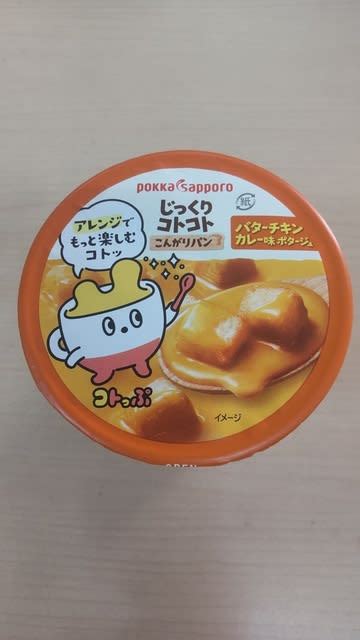 pokka sapporo
紙
じっくり
コトコト
こんがりパン
バターチキン
カレー味 ポタージュ
アレンジで
もっと楽しむ
コトッ
コトっぷ
イメージ
OPEN